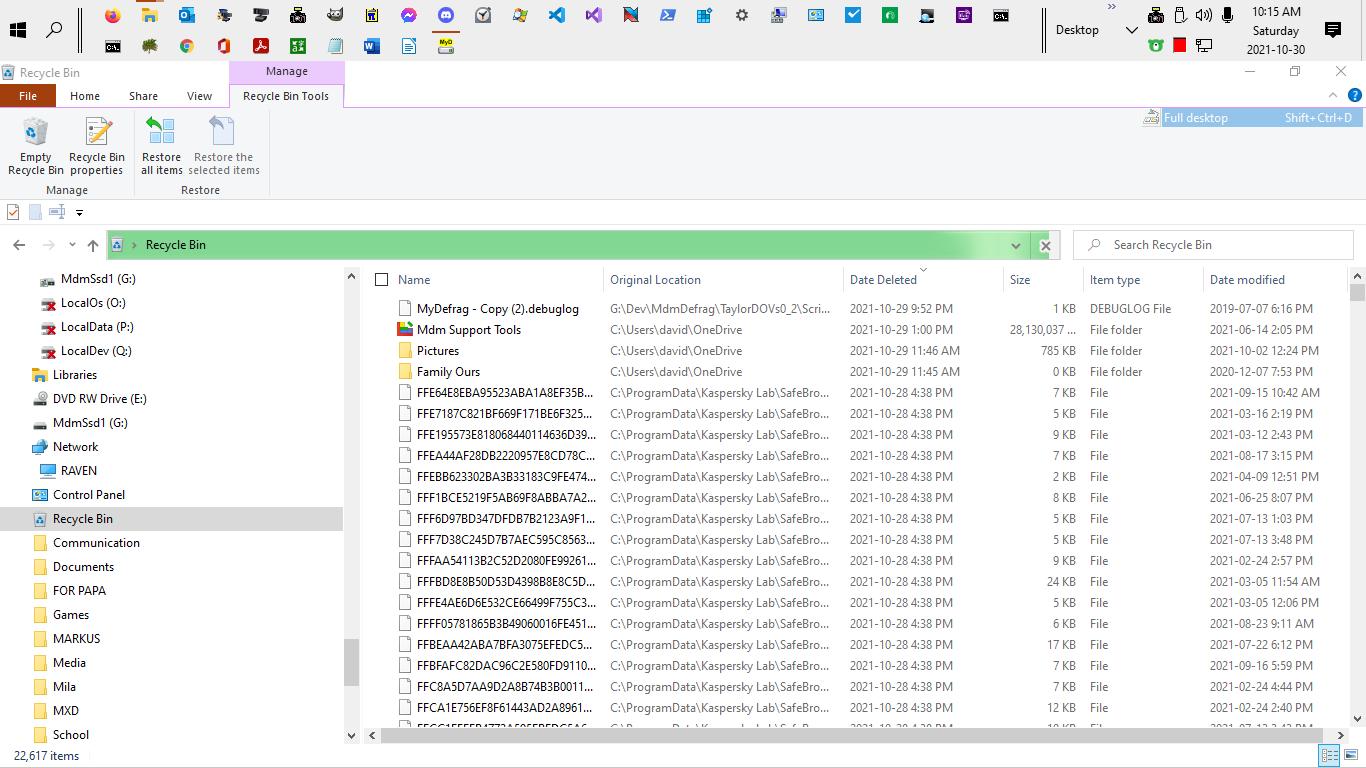 MyD
Desktop
»
10:15 AM
Saturday
2021-10-30
Recycle Bin
Manage
File Home Share View Recycle Bin Tools
Full desktop Shift+Ctrl+D
Empty Recycle Bin
Recycle Bin properties
Restore all items
Restore the selected items
Manage
Restore
Recycle Bin
Search Recycle Bin
MdmSsd1 (G:)
LocalOs (O:)
LocalData (P:)
LocalDev (Q:)
Libraries
DVD RW Drive (E:)
MdmSsd1 (G:)
Network
RAVEN
Control Panel
Recycle Bin
Communication
Documents
FOR PAPA
Games
MARKUS
Media
Mila
MXD
School
Name Original Location Date Deleted Size Item type Date modified
MyDefrag - Copy (2).debuglog G:\Dev\MdmDefrag\TaylorDOVs0_2\Scri... 2021-10-29 9:52 PM 1 KB DEBUGLOG File 2019-07-07 6:16 PM
Mdm Support Tools C:\Users\david\OneDrive 2021-10-29 1:00 PM 28,130,037 ... File folder 2021-06-14 2:05 PM
Pictures C:\Users\david\OneDrive 2021-10-29 11:46 AM 785 KB File folder 2021-10-02 12:24 PM
Family Ours C:\Users\david\OneDrive 2021-10-29 11:45 AM 0 KB File folder 2020-12-07 7:53 PM
FFE64E8EBA95523ABA1A8EF35B... C:\ProgramData\Kaspersky Lab\SafeBro... 2021-10-28 4:38 PM 7 KB File 2021-09-15 10:42 AM
FFE7187C821BF669F171BE6F325... C:\ProgramData\Kaspersky Lab\SafeBro... 2021-10-28 4:38 PM 5 KB File 2021-03-16 2:19 PM
FFE195573E818068440114636D39... C:\ProgramData\Kaspersky Lab\SafeBro... 2021-10-28 4:38 PM 9 KB File 2021-03-12 2:43 PM
FFEA44AF28DB2220957E8CD78C... C:\ProgramData\Kaspersky Lab\SafeBro... 2021-10-28 4:38 PM 7 KB File 2021-08-17 3:15 PM
FFEBB623302BA3B33183C9FE474... C:\ProgramData\Kaspersky Lab\SafeBro... 2021-10-28 4:38 PM 2 KB File 2021-04-09 12:51 PM
FFF1BCE5219F5AB69F8ABBA7A2... C:\ProgramData\Kaspersky Lab\SafeBro... 2021-10-28 4:38 PM 8 KB File 2021-06-25 8:07 PM
FFF6D97BD347DFDB7B2123A9F1... C:\ProgramData\Kaspersky Lab\SafeBro... 2021-10-28 4:38 PM 5 KB File 2021-07-13 1:03 PM
FFF7D38C245D7B7AEC595C8563... C:\ProgramData\Kaspersky Lab\SafeBro... 2021-10-28 4:38 PM 5 KB File 2021-07-13 3:48 PM
FFFAA54113B2C52D2080FE99261... C:\ProgramData\Kaspersky Lab\SafeBro... 2021-10-28 4:38 PM 9 KB File 2021-02-24 2:57 PM
FFFBD8E8B50D53D4398B8E8C5D... C:\ProgramData\Kaspersky Lab\SafeBro... 2021-10-28 4:38 PM 24 KB File 2021-03-05 11:54 AM
FFFE4AE6D6E532CE66499F755C3... C:\ProgramData\Kaspersky Lab\SafeBro... 2021-10-28 4:38 PM 5 KB File 2021-03-05 12:06 PM
FFFF05781865B3B49060016FE451... C:\ProgramData\Kaspersky Lab\SafeBro... 2021-10-28 4:38 PM 6 KB File 2021-08-23 9:11 AM
FFBEAA42ABA7BFA3075EFEDC5... C:\ProgramData\Kaspersky Lab\SafeBro... 2021-10-28 4:38 PM 17 KB File 2021-07-22 6:12 PM
FFBFAFC82DAC96C2E580FD9110... C:\ProgramData\Kaspersky Lab\SafeBro... 2021-10-28 4:38 PM 7 KB File 2021-09-16 5:59 PM
FFC8A5D7AA9D2A8B74B3B0011... C:\ProgramData\Kaspersky Lab\SafeBro... 2021-10-28 4:38 PM 7 KB File 2021-02-24 4:44 PM
FFCA1E756EF8F61443AD2A8961... C:\ProgramData\Kaspersky Lab\SafeBro... 2021-10-28 4:38 PM 12 KB File 2021-02-24 2:40 PM
22,617 items